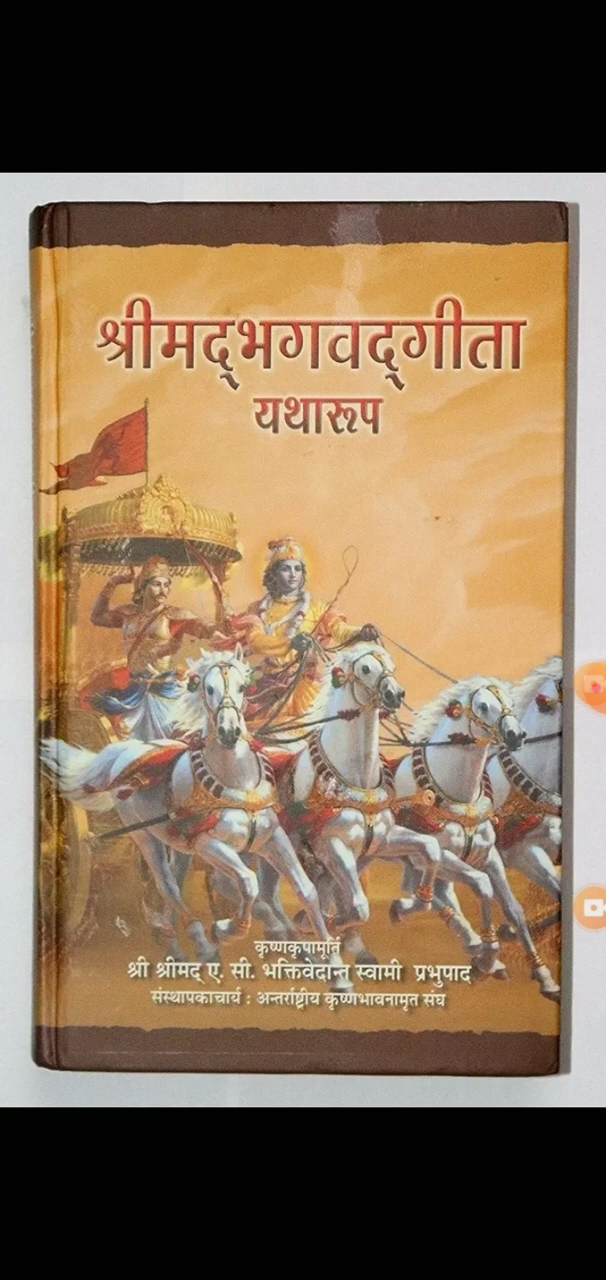 श्रीमद्भगवद्गीता
यथारूप
कृष्णकृपामूर्ति
श्री श्रीमद् ए. सी. भक्तिवेदान्त स्वामी प्रभुपाद
संस्थापकाचार्य : अन्तर्राष्ट्रीय कृष्णभावनामृत संघ